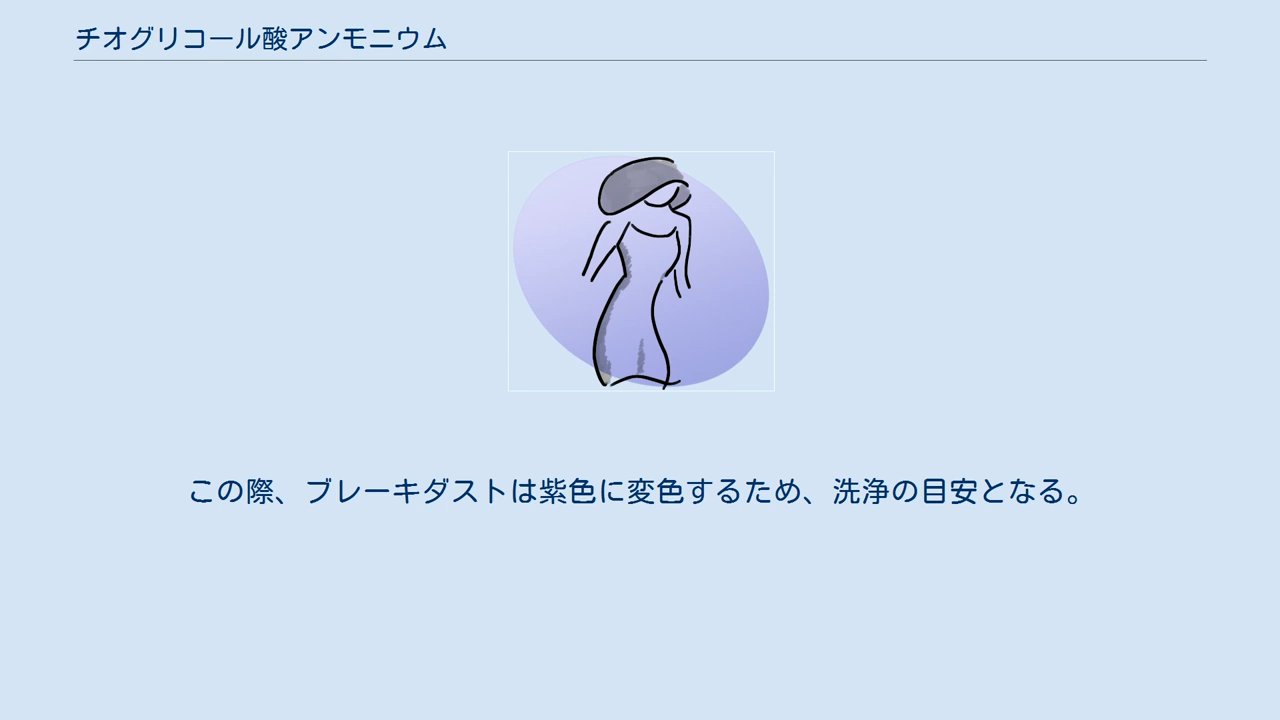 チオグリコール酸アンモニウム
この際、ブレーキダストは紫色に変色するため、洗浄の目安となる。